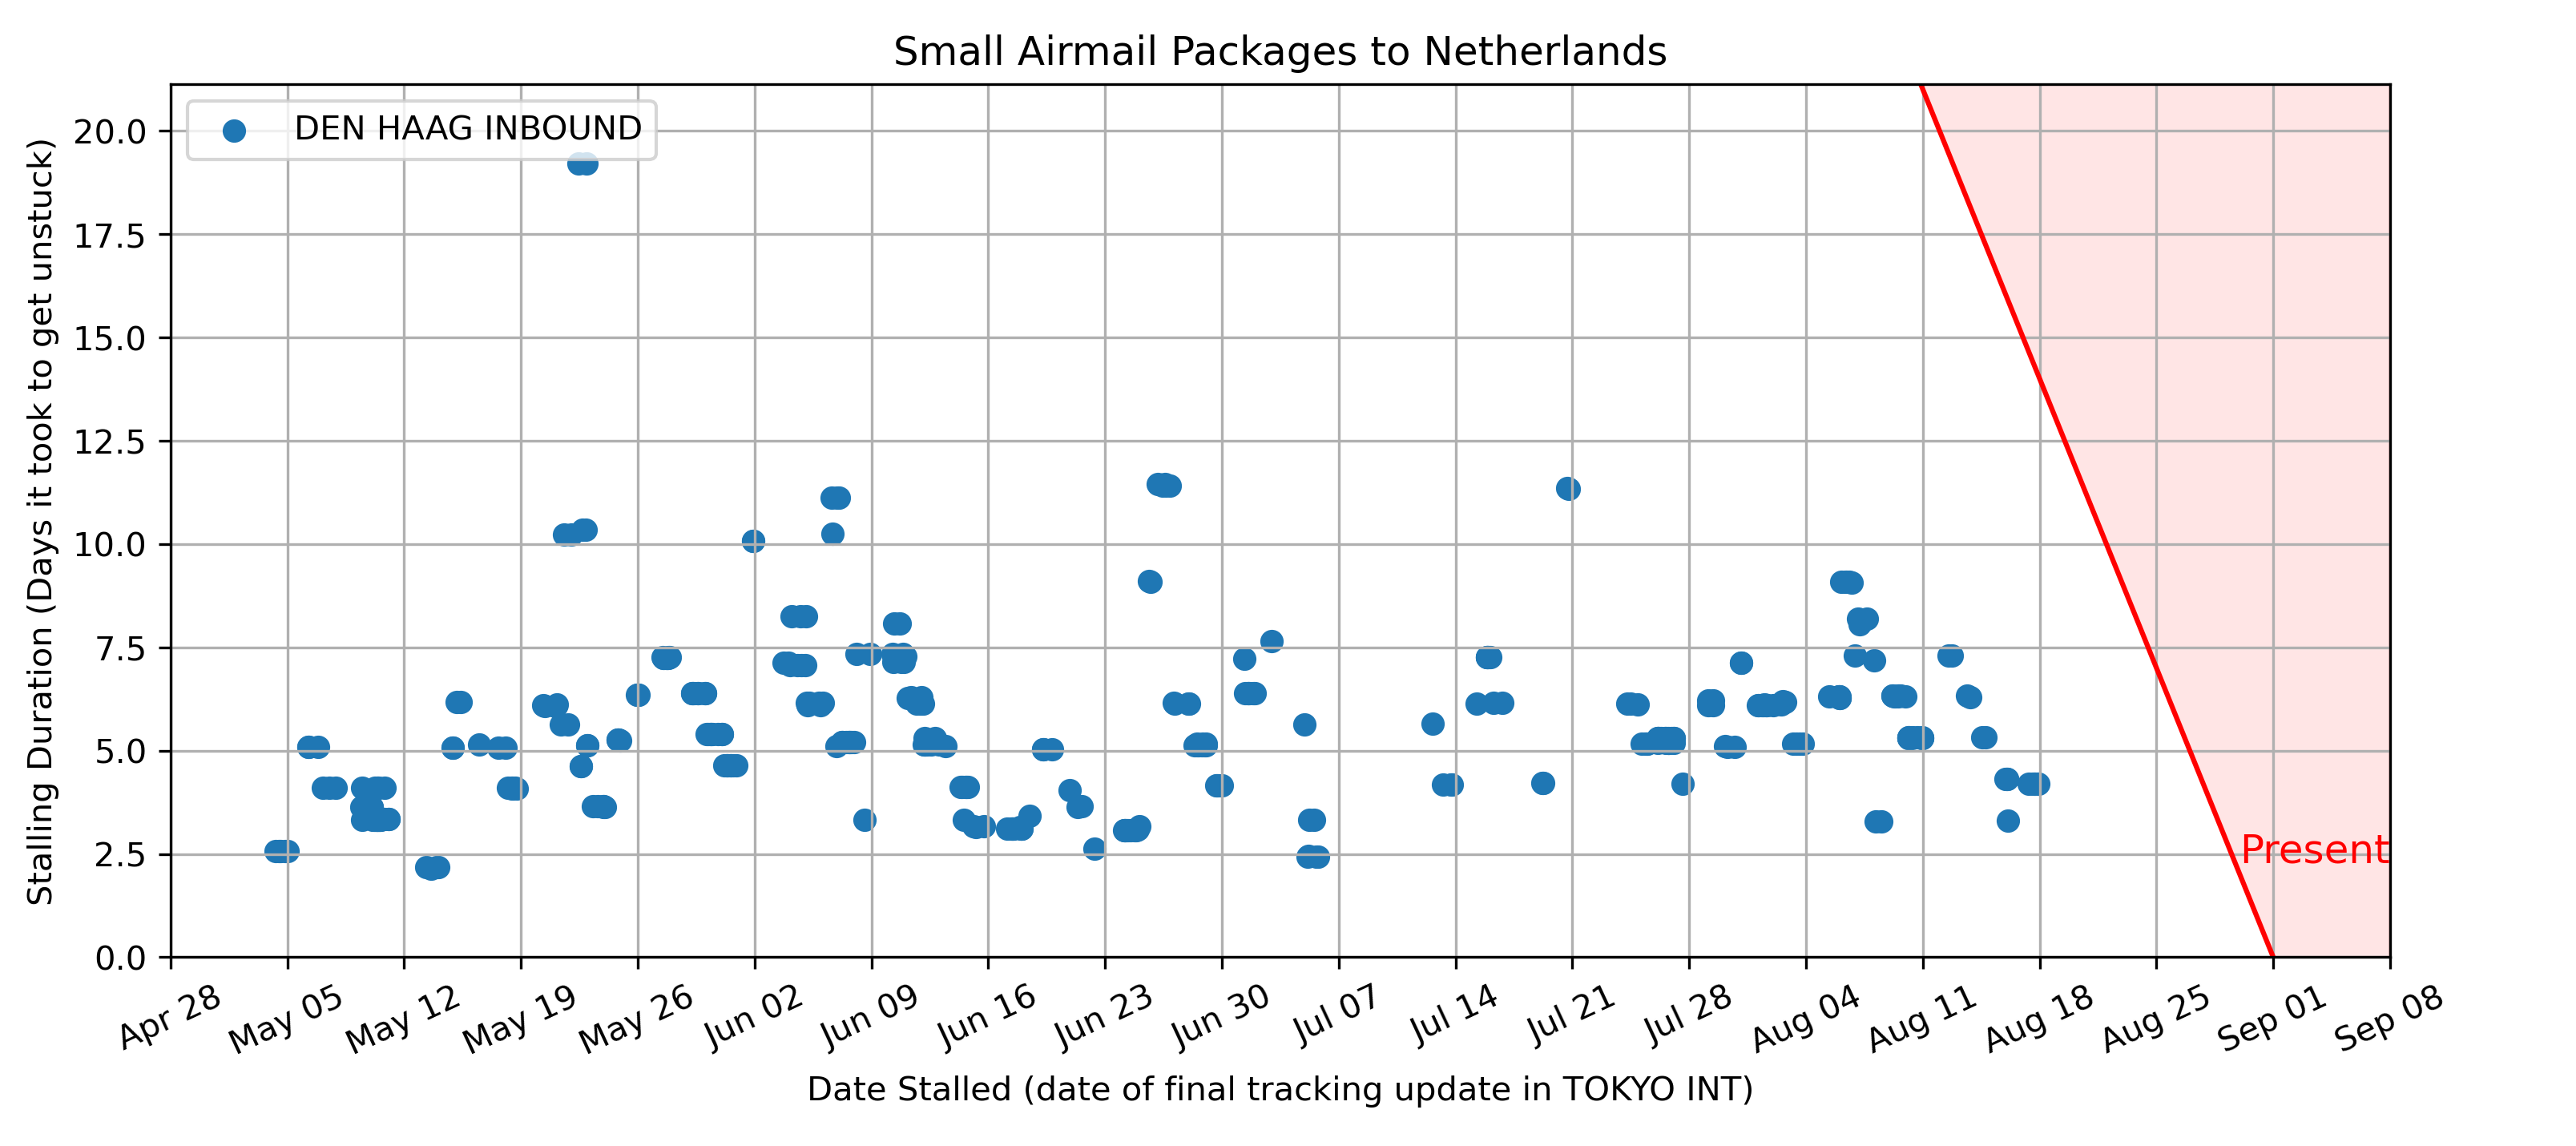 Small Airmail Packages to Netherlands
DEN HAAG INBOUND
Stalling Duration (Days it took to get unstuck)
20.0
17.5
15.0
12.5
10.0
7.5
5.0
2.5
0.0
Present
Apr 28
May 05
May 12
May 19
May 26
Jun 02
Jun 09
Jun 16
Jun 23
Jun 30
Jul 07
Jul 14
Jul 21
Jul 28
Aug 04
Aug 11
Aug 18
Aug 25
Sep 01
Sep 08
Date Stalled (date of final tracking update in TOKYO INT)